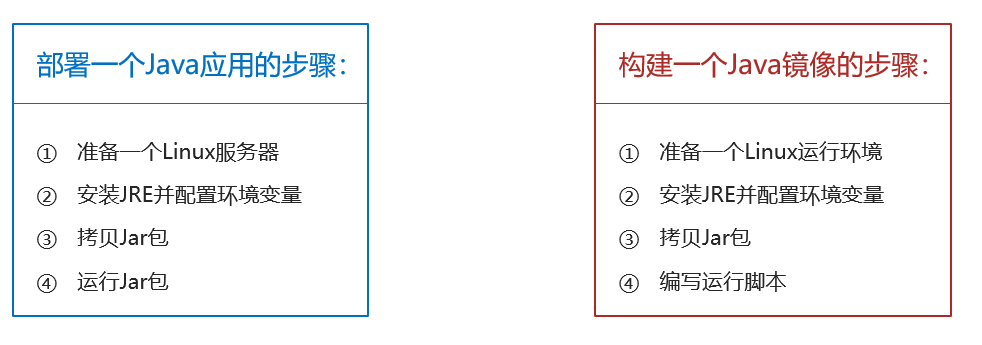 部署一个Java应用的步骤：
① 准备一个Linux服务器
② 安装JRE并配置环境变量
③ 拷贝Jar包
④ 运行Jar包
构建一个Java镜像的步骤：
① 准备一个Linux运行环境
② 安装JRE并配置环境变量
③ 拷贝Jar包
④ 编写运行脚本